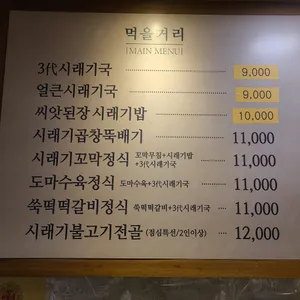 먹을거리
MAIN MENU
3代시래기국 9,000
얼큰시래기국 9,000
씨앗된장시래기밥 10,000
시래기곱창뚝배기 11,000
시래기꼬막정식 꼬막무침+시래기밥 +3代시래기국 11,000
도마수육정식 도마수육+3代시래기국 11,000
쑥떡떡갈비정식 쑥떡떡갈비+3代시래기국 11,000
시래기불고기전골 (점심특선/2인이상) 12,000